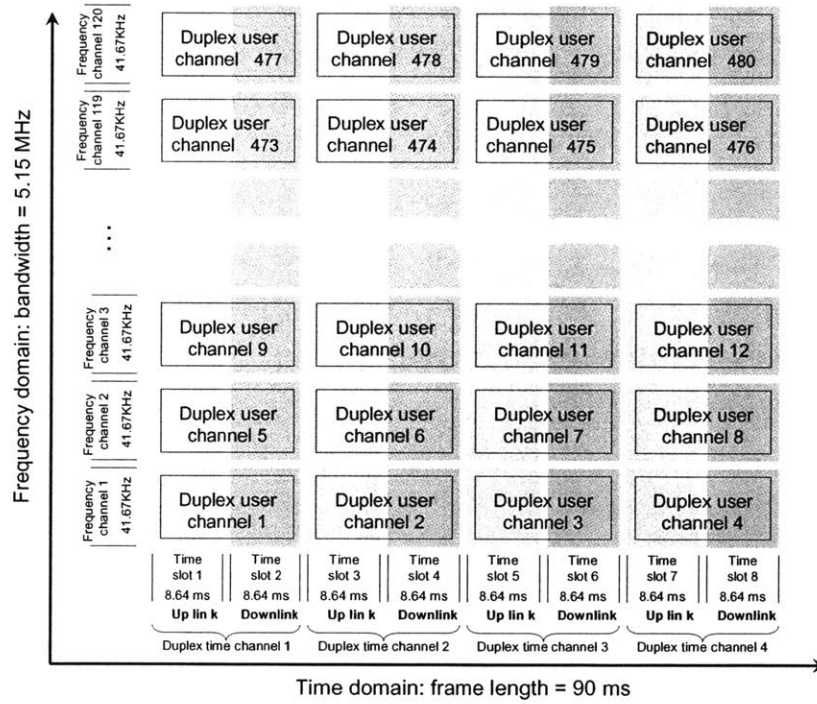 Frequency domain: bandwidth = 5.15 MHz
Frequency
channel 120
41.67KHz
Duplex user
channel 477
Duplex user
channel 478
Duplex user
channel 479
Duplex user
channel 480
Frequency
channel 119
41.67KHz
Duplex user
channel 473
Duplex user
channel 474
Duplex user
channel 475
Duplex user
channel 476
...
Frequency
channel 3
41.67KHz
Duplex user
channel 9
Duplex user
channel 10
Duplex user
channel 11
Duplex user
channel 12
Frequency
channel 2
41.67KHz
Duplex user
channel 5
Duplex user
channel 6
Duplex user
channel 7
Duplex user
channel 8
Frequency
channel 1
41.67KHz
Duplex user
channel 1
Duplex user
channel 2
Duplex user
channel 3
Duplex user
channel 4
Time
slot 1
8.64 ms
Up lin k
Time
slot 2
8.64 ms
Downlink
Time
slot 3
8.64 ms
Up lin k
Time
slot 4
8.64 ms
Downlink
Time
slot 5
8.64 ms
Up lin k
Time
slot 6
8.64 ms
Downlink
Time
slot 7
8.64 ms
Up lin k
Time
slot 8
8.64 ms
Downlink
Duplex time channel 1
Duplex time channel 2
Duplex time channel 3
Duplex time channel 4
Time domain: frame length = 90 ms